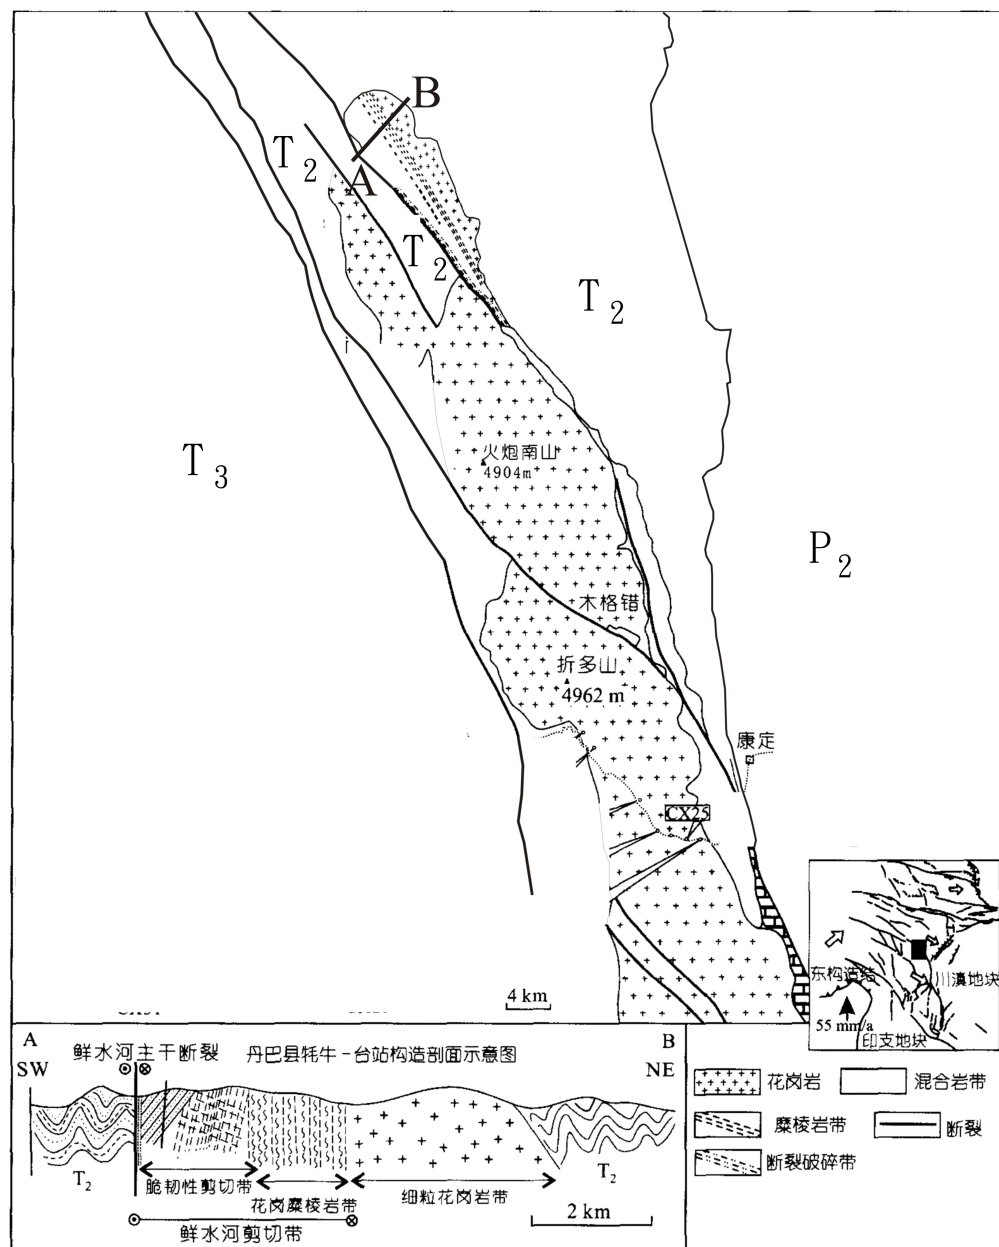 B
T2
A
T2
T2
T3
火炮南山
4904m
P2
木格错
折多山
4962 m
康定
CX25
4 km
东构造结
川滇地块
55 mm/a
印支地块
A
鲜水河主干断裂
丹巴县牦牛－台站构造剖面示意图
B
SW
NE
T2
脆韧性剪切带
花岗糜棱岩带
细粒花岗岩带
T2
鲜水河剪切带
2 km
花岗岩
混合岩带
糜棱岩带
断裂
断裂破碎带